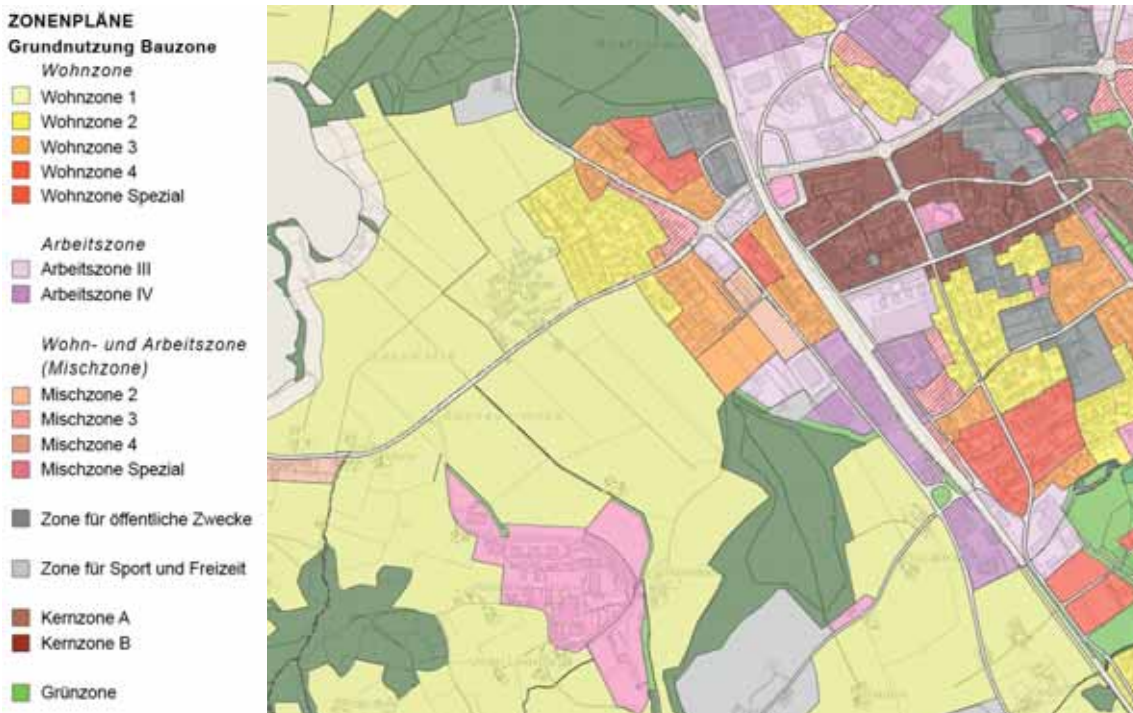 ZONENPLÄNE
Grundnutzung Bauzone
Wohnzone
Wohnzone 1
Wohnzone 2
Wohnzone 3
Wohnzone 4
Wohnzone Spezial
Arbeitszone
Arbeitszone III
Arbeitszone IV
Wohn- und Arbeitszone
(Mischzone)
Mischzone 2
Mischzone 3
Mischzone 4
Mischzone Spezial
Zone für öffentliche Zwecke
Zone für Sport und Freizeit
Kernzone A
Kernzone B
Grünzone